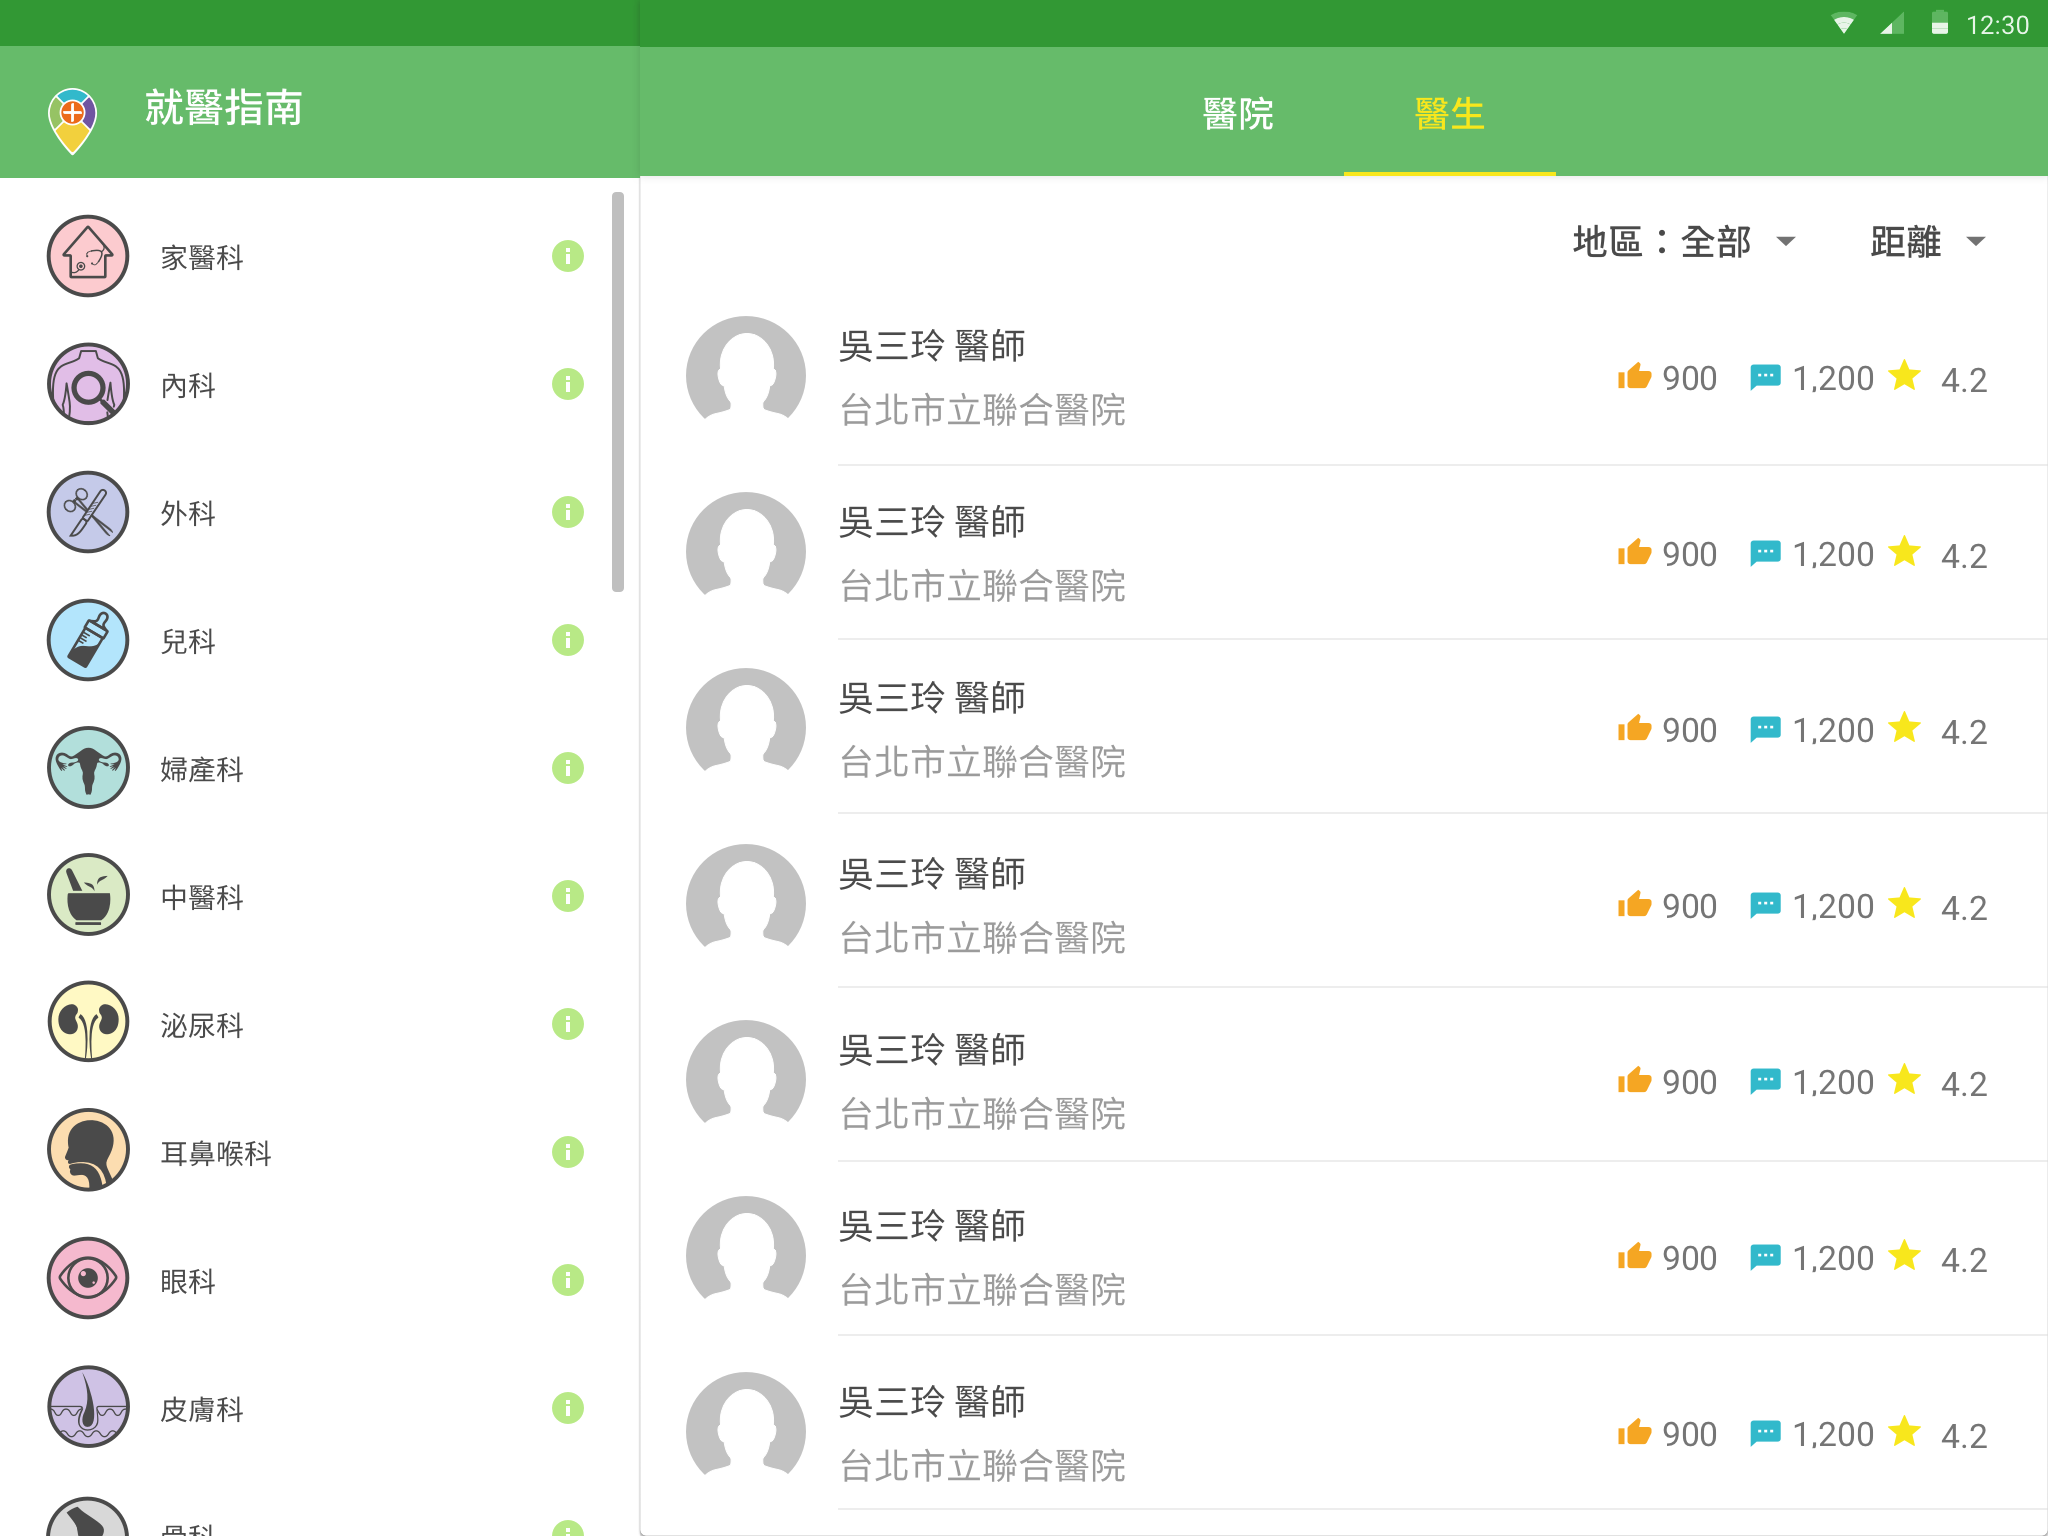 12:30
就醫指南
醫院 醫生
家醫科
內科
外科
兒科
婦產科
中醫科
泌尿科
耳鼻喉科
眼科
皮膚科
骨科
地區：全部 距離
吳三玲 醫師
台北市立聯合醫院
900 1,200 4.2
吳三玲 醫師
台北市立聯合醫院
900 1,200 4.2
吳三玲 醫師
台北市立聯合醫院
900 1,200 4.2
吳三玲 醫師
台北市立聯合醫院
900 1,200 4.2
吳三玲 醫師
台北市立聯合醫院
900 1,200 4.2
吳三玲 醫師
台北市立聯合醫院
900 1,200 4.2
吳三玲 醫師
台北市立聯合醫院
900 1,200 4.2